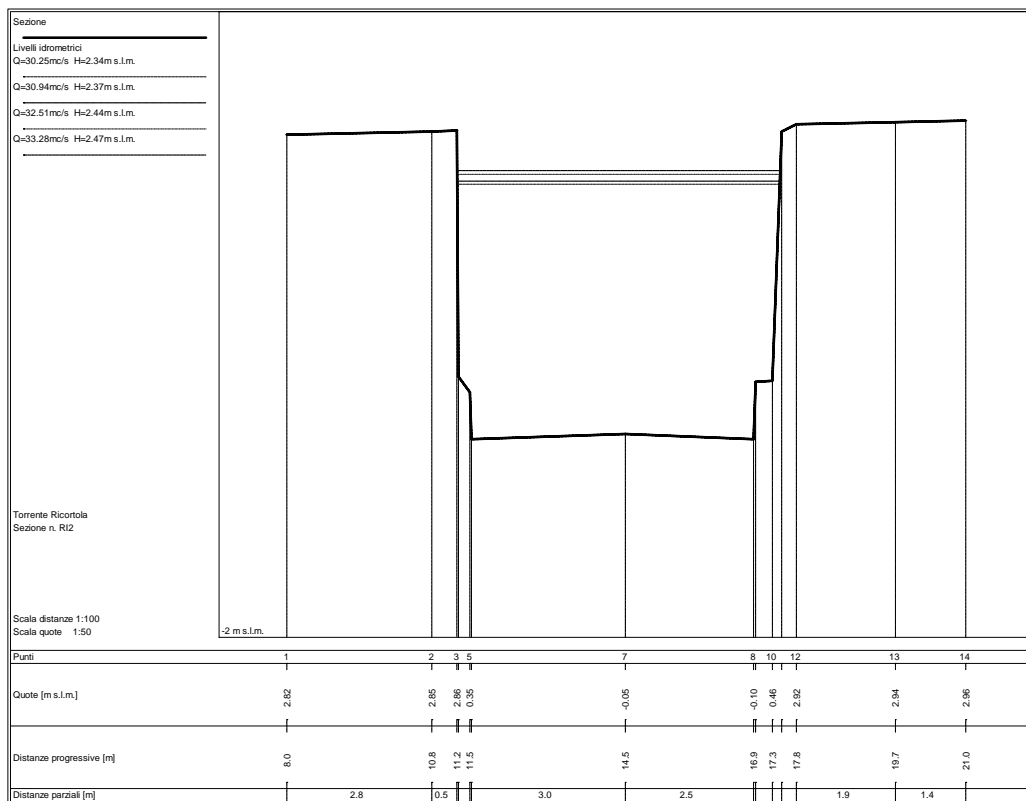 Sezione
Livelli idrometrici
Q=30.25mc/s H=2.34m s.l.m.
Q=30.94mc/s H=2.37m s.l.m.
Q=32.51mc/s H=2.44m s.l.m.
Q=33.28mc/s H=2.47m s.l.m.
Torrente Ricortola
Sezione n. RI2
Scala distanze 1:100
Scala quote 1:50
-2 m s.l.m.
Punti 1 2 3 5 7 8 10 12 13 14
Quote [m s.l.m.] 2.82 2.85 2.86 0.35 -0.05 -0.10 0.46 2.92 2.94 2.96
Distanze progressive [m] 8.0 10.8 11.2 11.5 14.5 16.9 17.3 17.8 19.7 21.0
Distanze parziali [m] 2.8 0.5 3.0 2.5 1.9 1.4